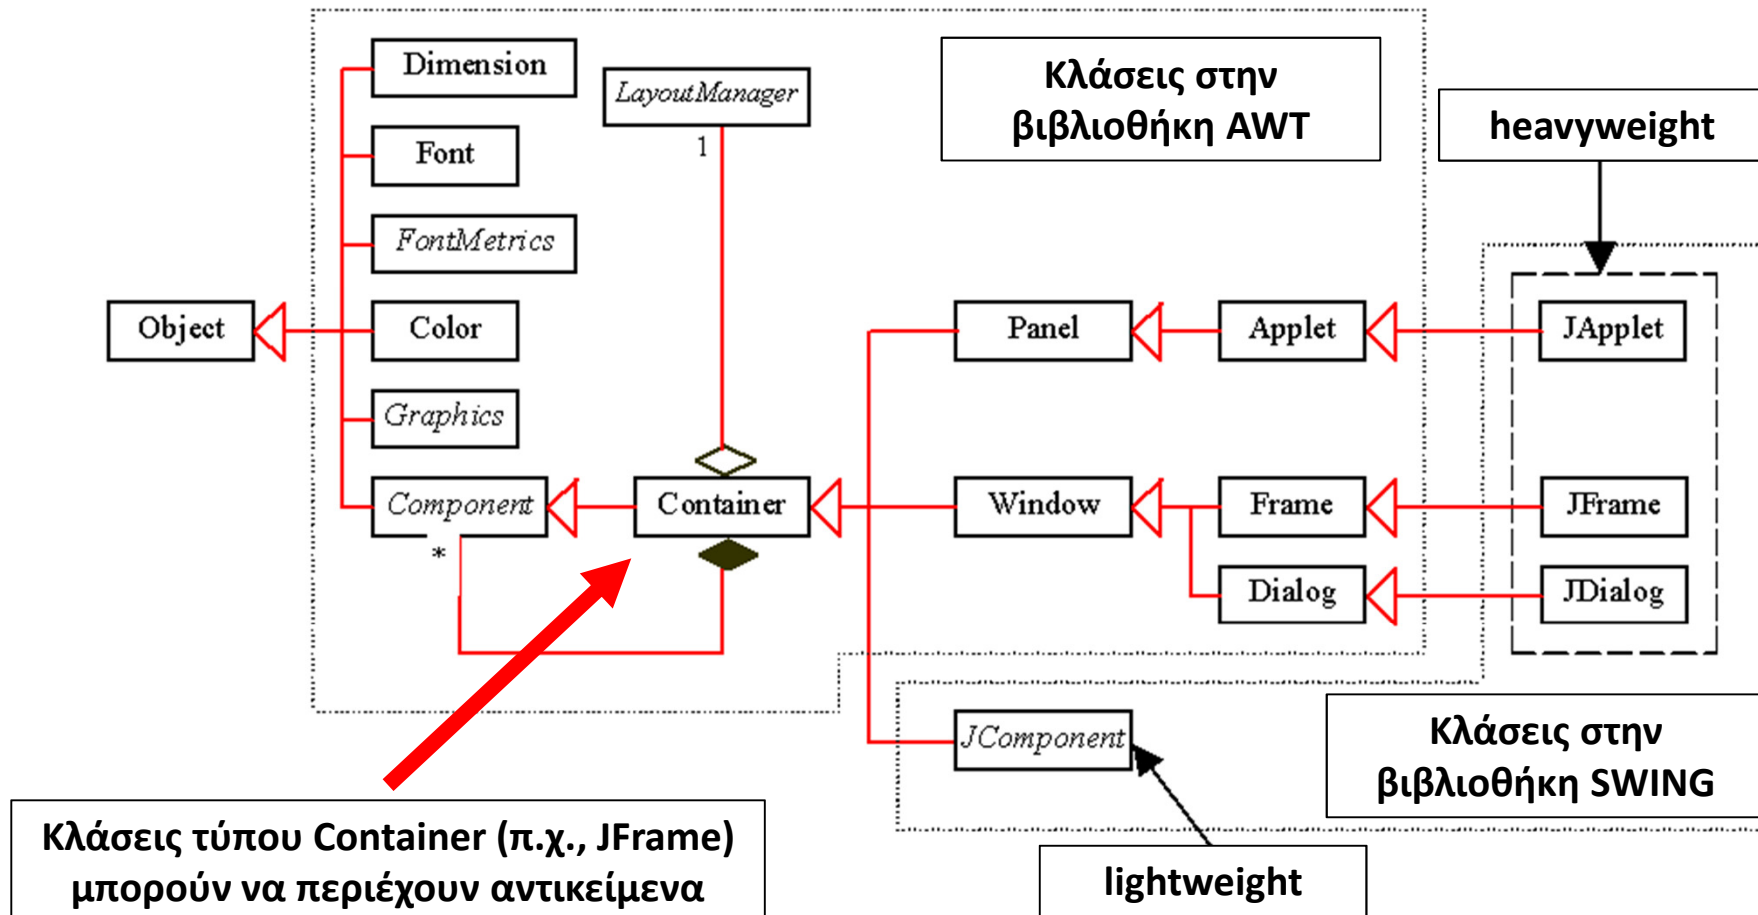 Dimension
LayoutManager
1
Κλάσεις στην
βιβλιοθήκη AWT
heavyweight
Font
FontMetrics
Object
Color
Panel
Applet
JApplet
Graphics
Component
*
Container
Window
Frame
JFrame
Dialog
JDialog
JComponent
Κλάσεις στην
βιβλιοθήκη SWING
Κλάσεις τύπου Container (π.χ., JFrame)
μπορούν να περιέχουν αντικείμενα
lightweight